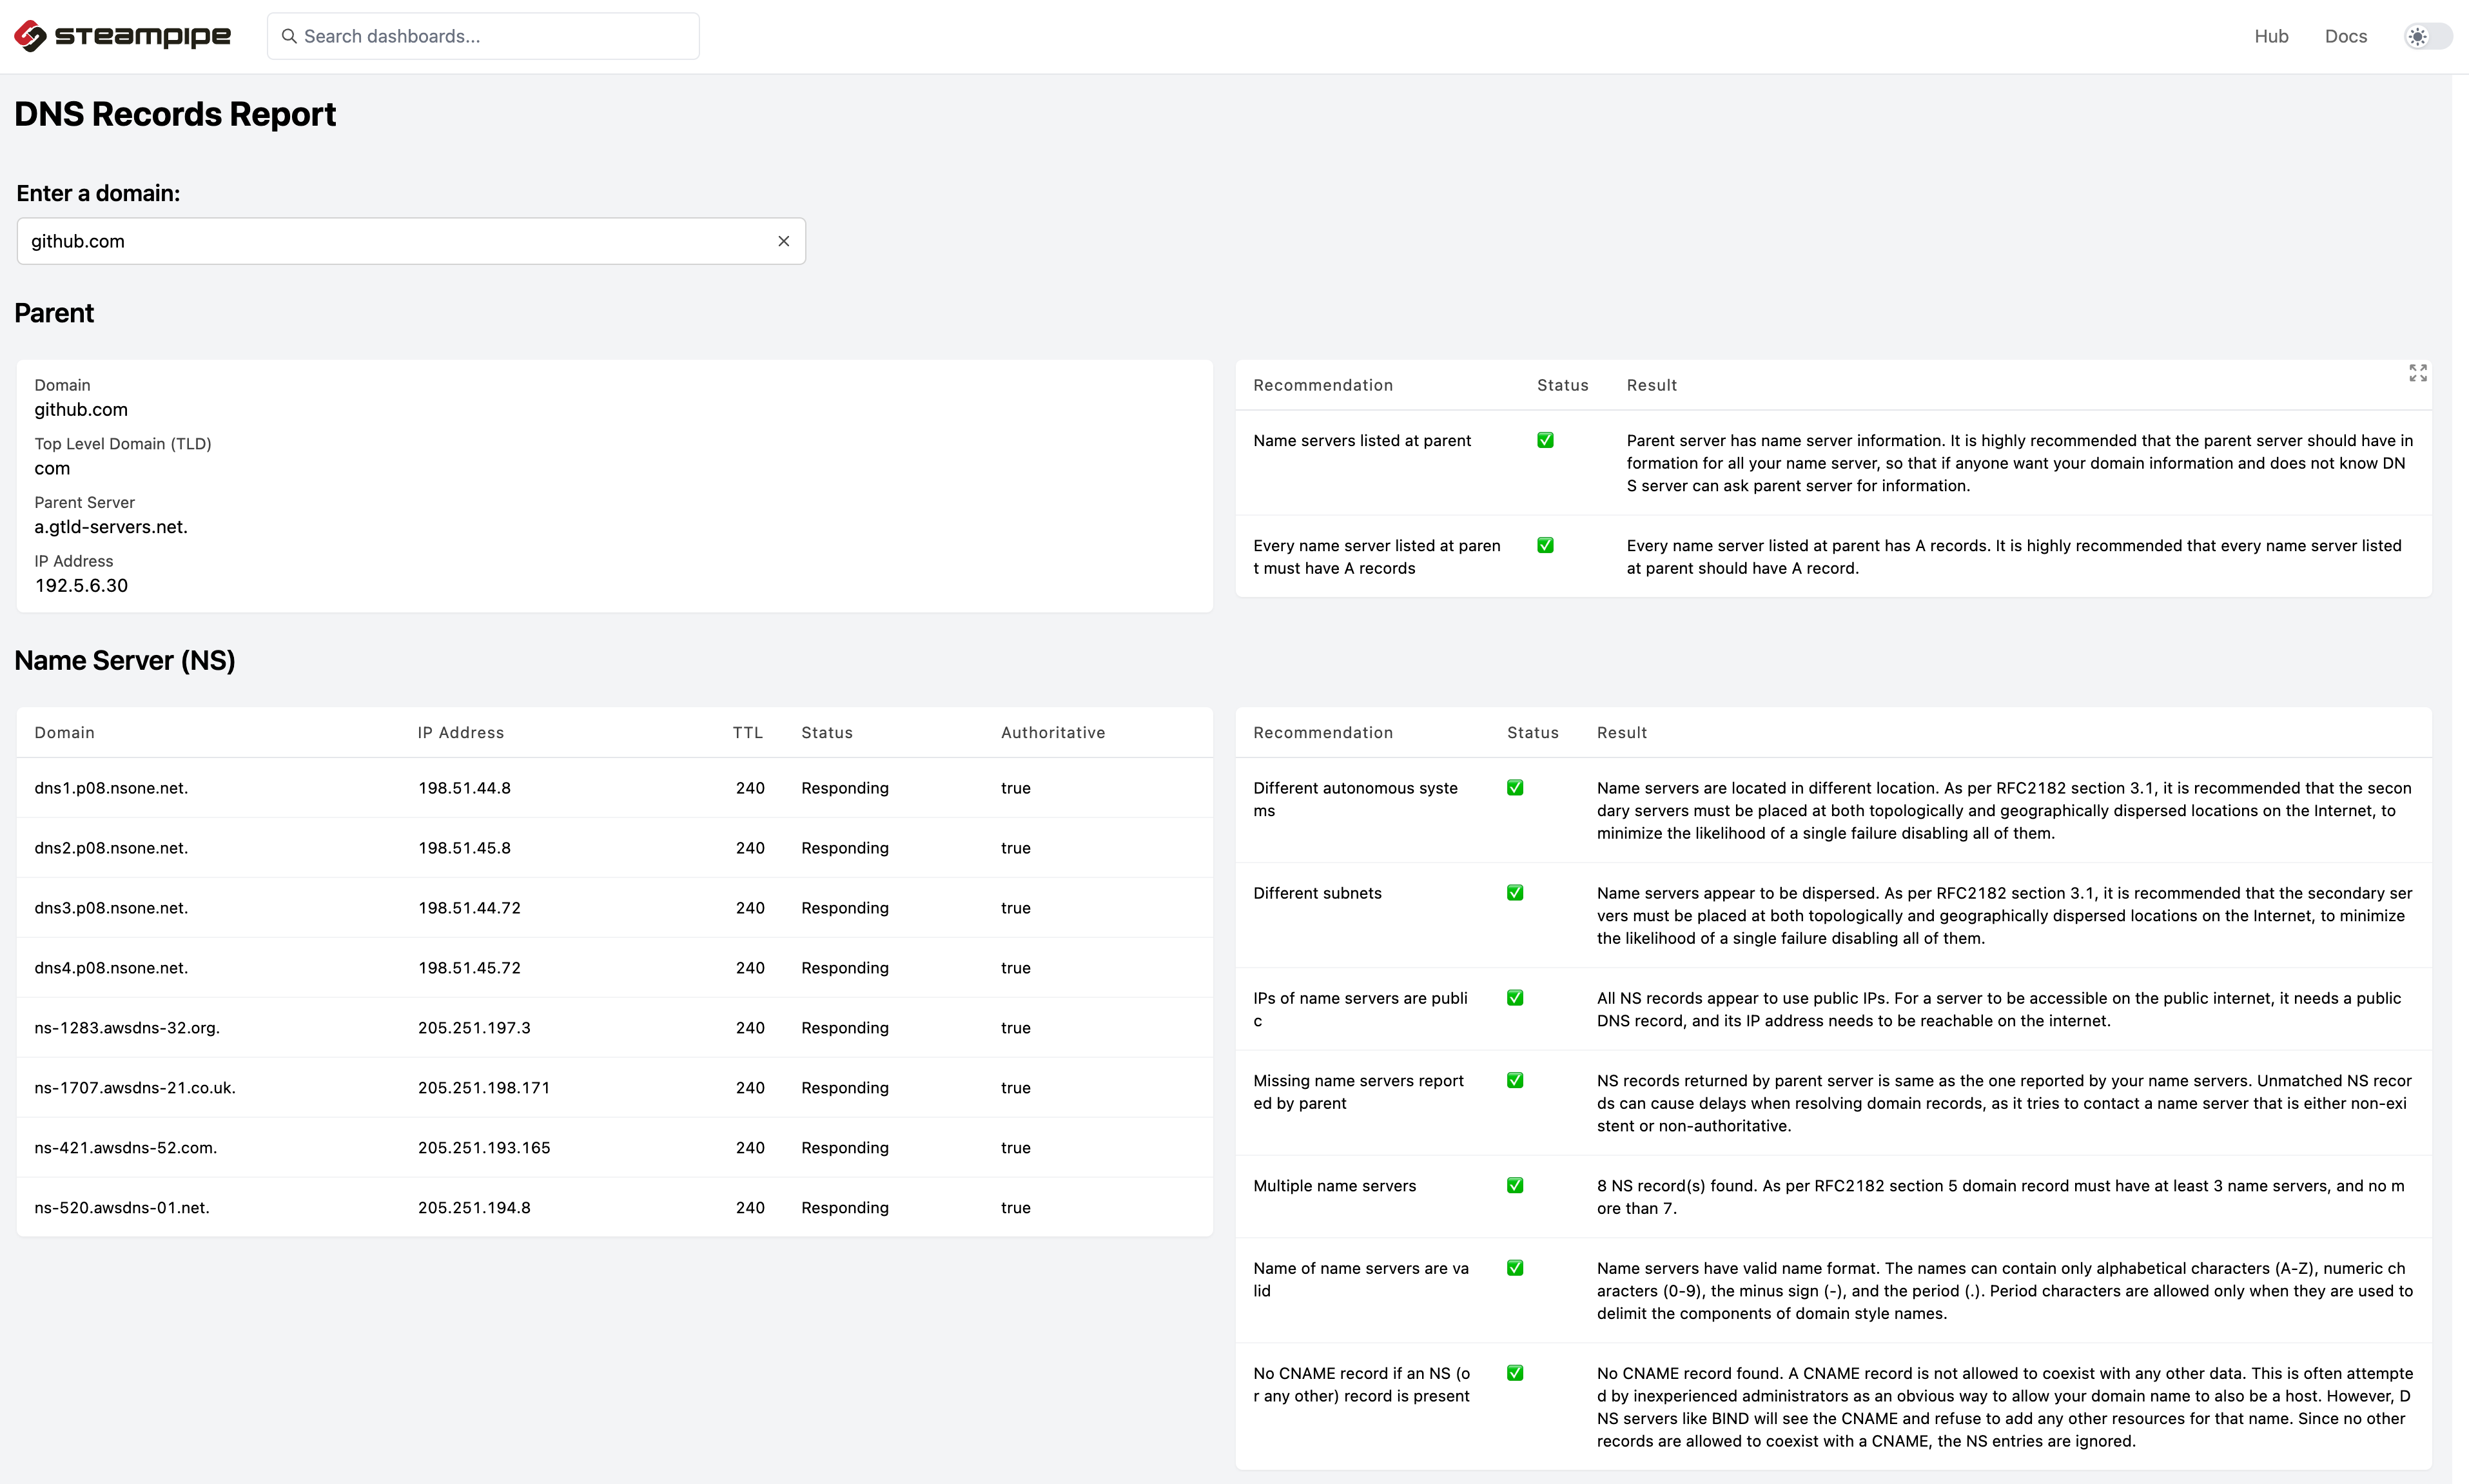 steampipe
Search dashboards...
Hub
Docs
DNS Records Report
Enter a domain:
github.com
Parent
Domain
github.com
Top Level Domain (TLD)
com
Parent Server
a.gtld-servers.net.
IP Address
192.5.6.30
Recommendation Status Result
Name servers listed at parent ✅ Parent server has name server information. It is highly recommended that the parent server should have in
formation for all your name server, so that if anyone want your domain information and does not know DN
S server can ask parent server for information.
Every name server listed at paren ✅ Every name server listed at parent has A records. It is highly recommended that every name server listed
t must have A records at parent should have A record.
Name Server (NS)
Domain IP Address TTL Status Authoritative
dns1.p08.nsone.net. 198.51.44.8 240 Responding true
dns2.p08.nsone.net. 198.51.45.8 240 Responding true
dns3.p08.nsone.net. 198.51.44.72 240 Responding true
dns4.p08.nsone.net. 198.51.45.72 240 Responding true
ns-1283.awsdns-32.org. 205.251.197.3 240 Responding true
ns-1707.awsdns-21.co.uk. 205.251.198.171 240 Responding true
ns-421.awsdns-52.com. 205.251.193.165 240 Responding true
ns-520.awsdns-01.net. 205.251.194.8 240 Responding true
Recommendation Status Result
Different autonomous syste ✅ Name servers are located in different location. As per RFC2182 section 3.1, it is recommended that the secon
ms dary servers must be placed at both topologically and geographically dispersed locations on the Internet, to
minimize the likelihood of a single failure disabling all of them.
Different subnets ✅ Name servers appear to be dispersed. As per RFC2182 section 3.1, it is recommended that the secondary ser
vers must be placed at both topologically and geographically dispersed locations on the Internet, to minimize
the likelihood of a single failure disabling all of them.
IPs of name servers are publi ✅ All NS records appear to use public IPs. For a server to be accessible on the public internet, it needs a public
c DNS record, and its IP address needs to be reachable on the internet.
Missing name servers report ✅ NS records returned by parent server is same as the one reported by your name servers. Unmatched NS recor
ed by parent ds can cause delays when resolving domain records, as it tries to contact a name server that is either non-exi
stent or non-authoritative.
Multiple name servers ✅ 8 NS record(s) found. As per RFC2182 section 5 domain record must have at least 3 name servers, and no m
ore than 7.
Name of name servers are va ✅ Name servers have valid name format. The names can contain only alphabetical characters (A-Z), numeric ch
lid aracters (0-9), the minus sign (-), and the period (.). Period characters are allowed only when they are used to
delimit the components of domain style names.
No CNAME record if an NS (o ✅ No CNAME record found. A CNAME record is not allowed to coexist with any other data. This is often attempte
r any other) record is present d by inexperienced administrators as an obvious way to allow your domain name to also be a host. However, D
NS servers like BIND will see the CNAME and refuse to add any other resources for that name. Since no other
records are allowed to coexist with a CNAME, the NS entries are ignored.